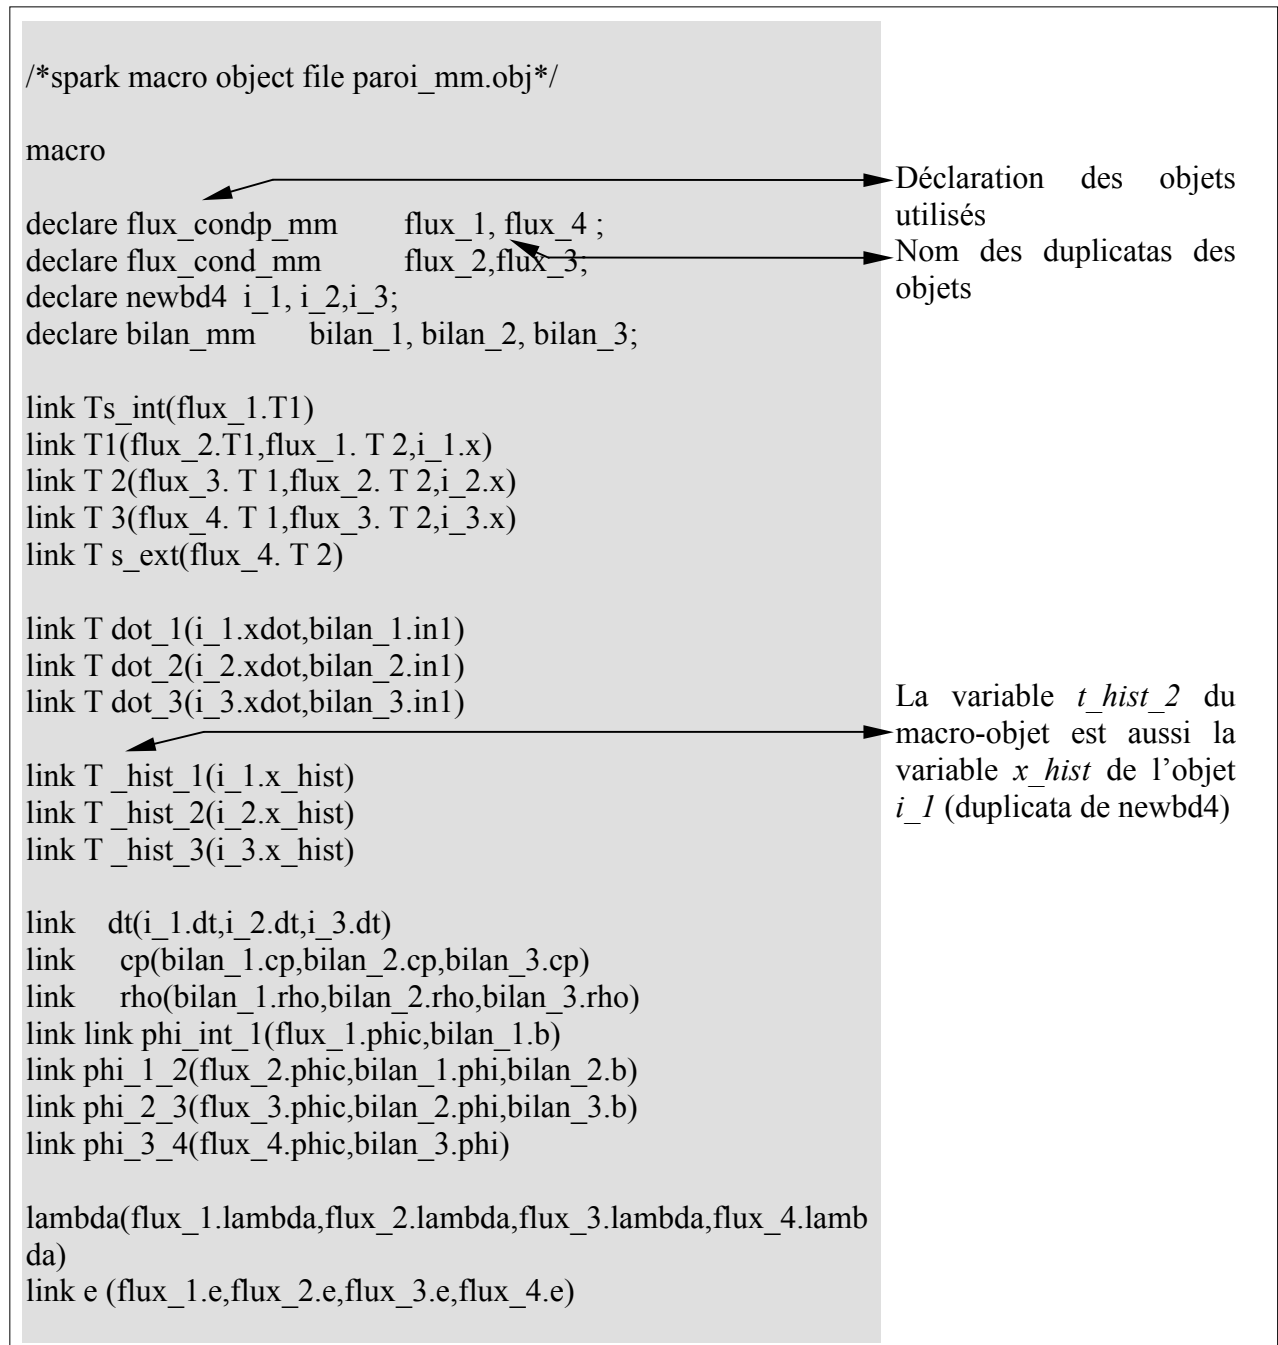 /*spark macro object file paroi_mm.obj*/
macro
declare flux_condp_mm flux_1, flux_4 ;
declare flux_cond_mm flux_2,flux_3;
declare newbd4 i_1, i_2,i_3;
declare bilan_mm bilan_1, bilan_2, bilan_3;
link Ts_int(flux_1.T1)
link T1(flux_2.T1,flux_1. T 2,i_1.x)
link T 2(flux_3. T 1,flux_2. T 2,i_2.x)
link T 3(flux_4. T 1,flux_3. T 2,i_3.x)
link T s_ext(flux_4. T 2)
link T dot_1(i_1.xdot,bilan_1.in1)
link T dot_2(i_2.xdot,bilan_2.in1)
link T dot_3(i_3.xdot,bilan_3.in1)
link T _hist_1(i_1.x_hist)
link T _hist_2(i_2.x_hist)
link T _hist_3(i_3.x_hist)
link dt(i_1.dt,i_2.dt,i_3.dt)
link cp(bilan_1.cp,bilan_2.cp,bilan_3.cp)
link rho(bilan_1.rho,bilan_2.rho,bilan_3.rho)
link link phi_int_1(flux_1.phic,bilan_1.b)
link phi_1_2(flux_2.phic,bilan_1.phi,bilan_2.b)
link phi_2_3(flux_3.phic,bilan_2.phi,bilan_3.b)
link phi_3_4(flux_4.phic,bilan_3.phi)
lambda(flux_1.lambda,flux_2.lambda,flux_3.lambda,flux_4.lamb
da)
link e (flux_1.e,flux_2.e,flux_3.e,flux_4.e)
Déclaration des objets
utilisés
Nom des duplicatas des
objets
La variable t_hist_2 du
macro-objet est aussi la
variable x_hist de l’objet
i_1 (duplicata de newbd4)